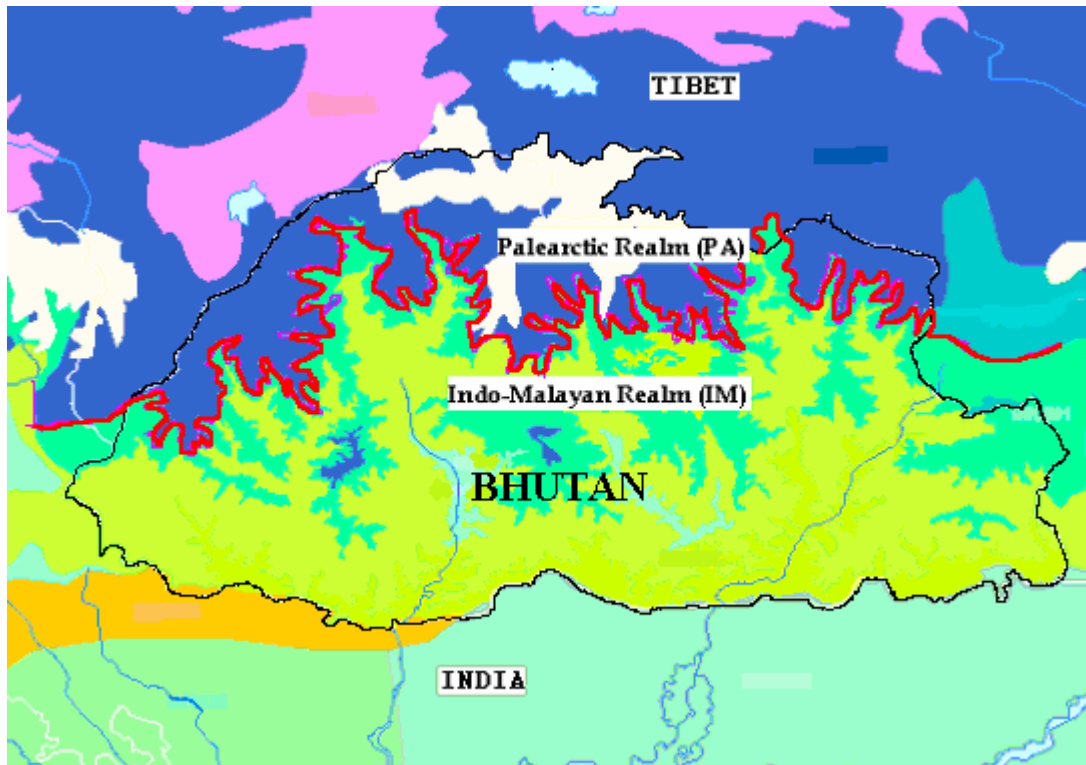 TIBET
Palearctic Realm (PA)
Indo-Malayan Realm (IM)
BHUTAN
INDIA